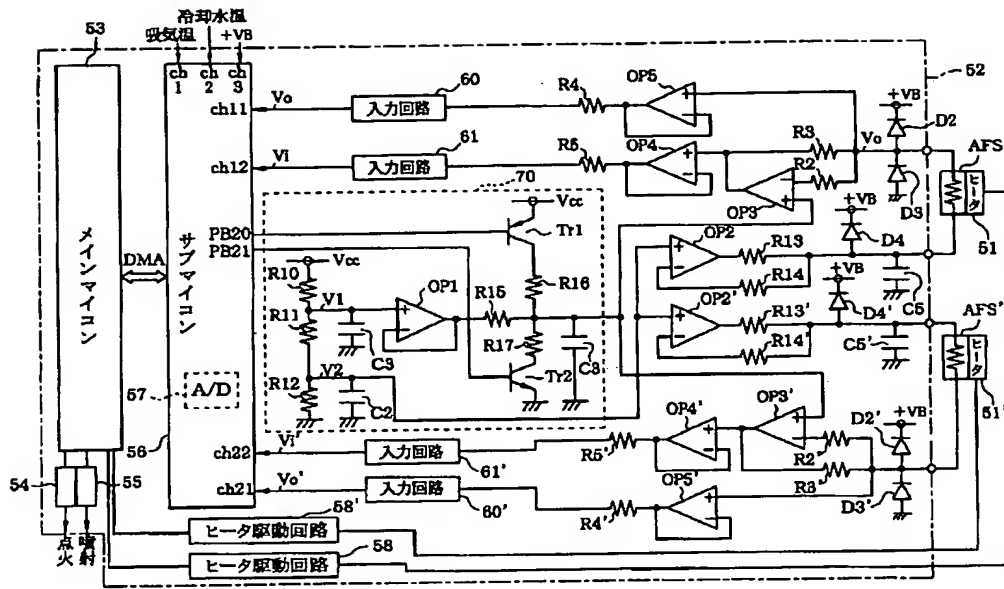 冷却水温
吸気温
+VB
53
ch 1
ch 2
ch 3
52
60
OP5
+VB
ch11
Vo
入力回路
R4
D2
Vo
AFS
61
R3
ch12
Vi
入力回路
R5
OP4
R2
D3
ヒータ
70
OP3
+VB
51
メインマイコン
DMA
サブマイコン
PB20
PB21
Vcc
Tr1
OP2
R13
D4
R10
Vcc
R14
+VB
C5
R11
V1
OP1
R15
R16
OP2'
R13'
D4'
AFS'
C3
R17
C3
R14'
C5'
ヒータ
57
A/D
R12
V2
C2
Tr2
51'
56
ch22
Vi'
入力回路
61'
R5'
OP4'
OP3'
R2'
+VB
D2'
R3'
54
55
ch21
Vo'
入力回路
60'
R4'
OP5'
D3'
点火
噴射
58'
ヒータ駆動回路
58
ヒータ駆動回路